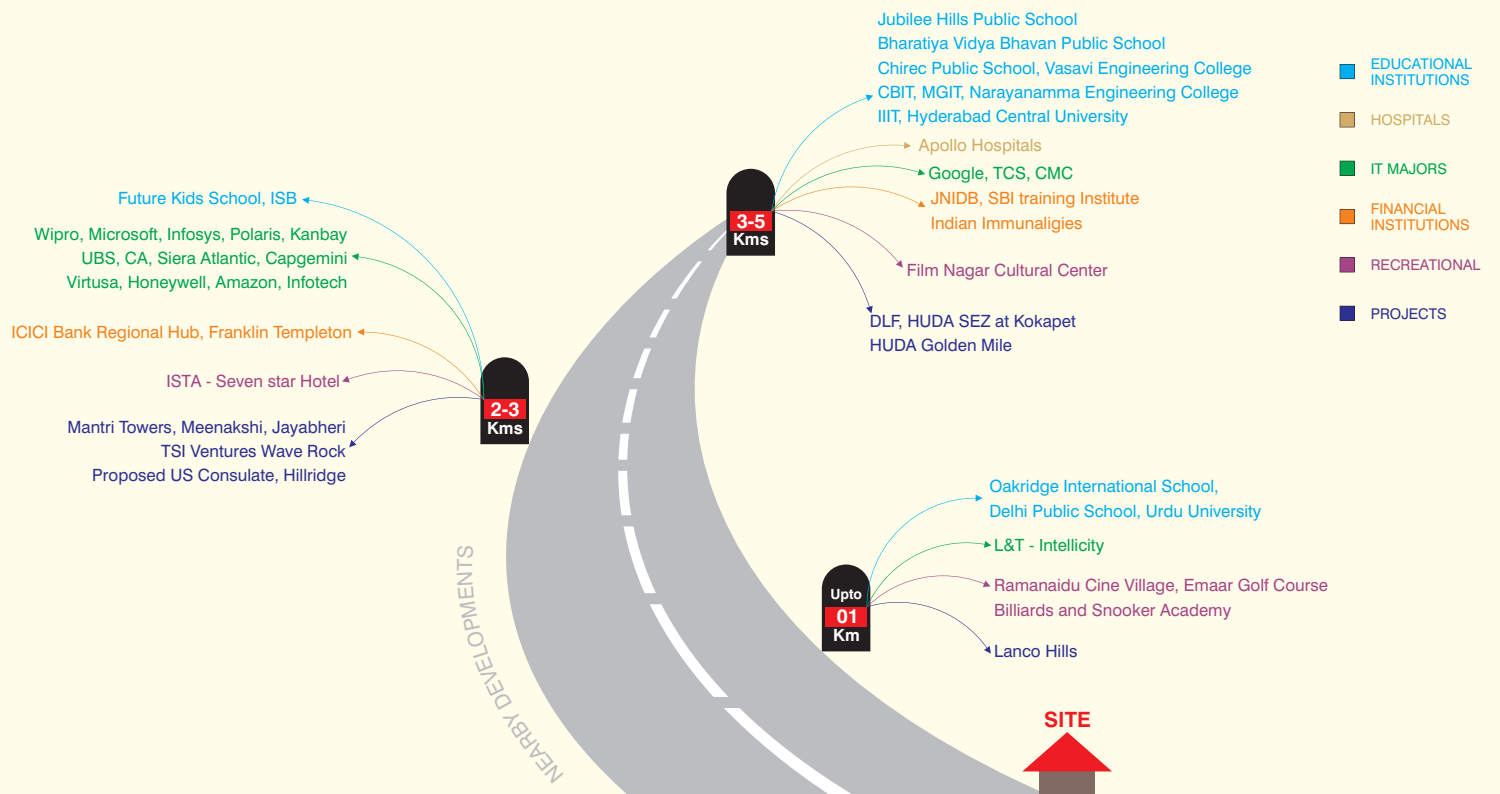 Jubilee Hills Public School
Bharatiya Vidya Bhavan Public School
Chirec Public School, Vasavi Engineering College
CBIT, MGIT, Narayanamma Engineering College
IIIT, Hyderabad Central University
Apollo Hospitals
Google, TCS, CMC
JNIDB, SBI training Institute
Indian Immunaligies
Film Nagar Cultural Center
DLF, HUDA SEZ at Kokapet
HUDA Golden Mile
3-5
Kms
EDUCATIONAL
INSTITUTIONS
HOSPITALS
IT MAJORS
FINANCIAL
INSTITUTIONS
RECREATIONAL
PROJECTS
Future Kids School, ISB
Wipro, Microsoft, Infosys, Polaris, Kanbay
UBS, CA, Siera Atlantic, Capgemini
Virtusa, Honeywell, Amazon, Infotech
ICICI Bank Regional Hub, Franklin Templeton
ISTA - Seven star Hotel
Mantri Towers, Meenakshi, Jayabheri
TSI Ventures Wave Rock
Proposed US Consulate, Hillridge
2-3
Kms
Oakridge International School,
Delhi Public School, Urdu University
L&T - Intellicity
Ramanaidu Cine Village, Emaar Golf Course
Billiards and Snooker Academy
Lanco Hills
Upto
01
Km
NEARBY DEVELOPMENTS
SITE